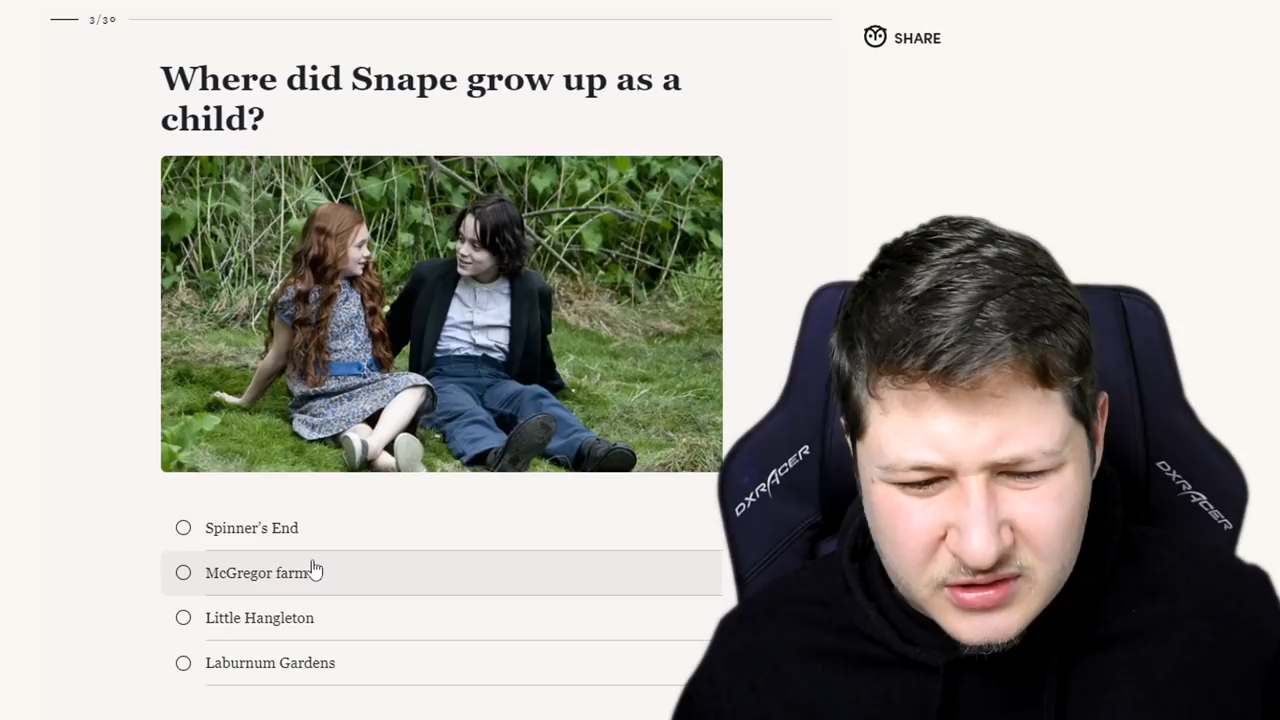 3/30
SHARE
Where did Snape grow up as a
child?
Spinner's End
McGregor farm
Little Hangleton
Laburnum Gardens
DXRACER
DXRACER